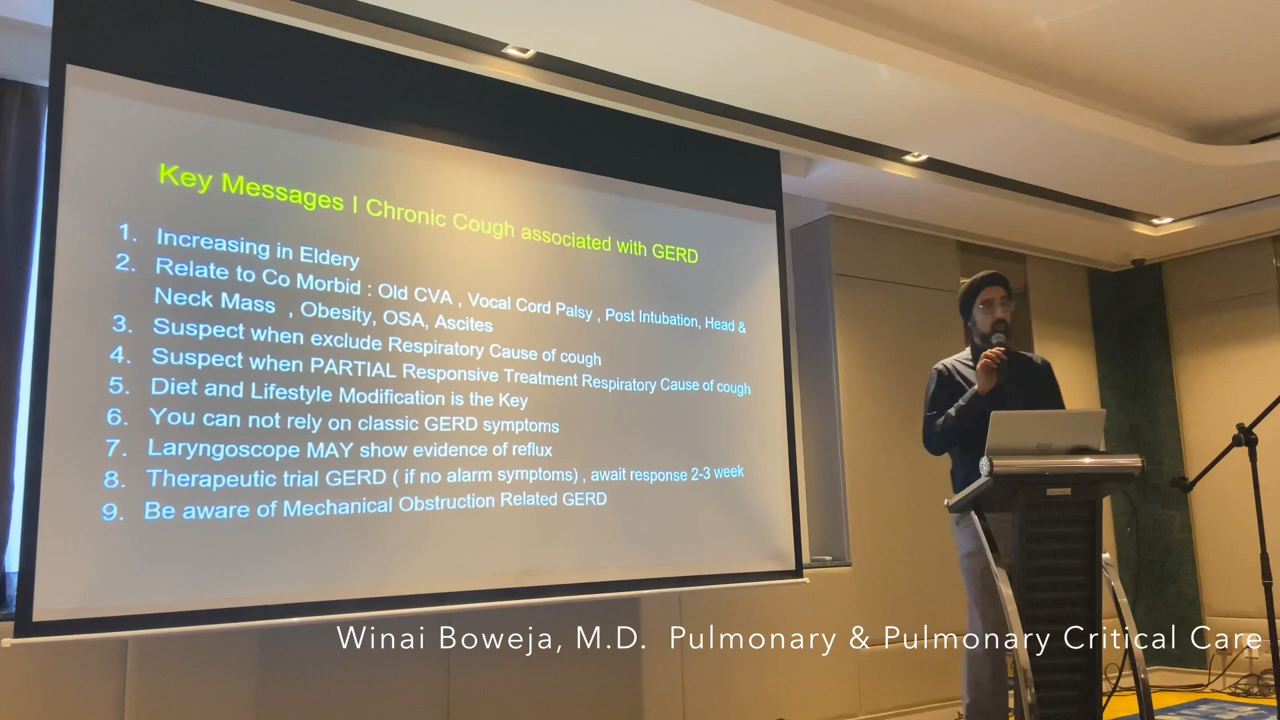 Key Messages I Chronic Cough associated with GERD
1. Increasing in Eldery
2. Relate to Co Morbid : Old CVA , Vocal Cord Palsy , Post Intubation, Head &
Neck Mass , Obesity, OSA, Ascites
3. Suspect when exclude Respiratory Cause of cough
4. Suspect when PARTIAL Responsive Treatment Respiratory Cause of cough
5. Diet and Lifestyle Modification is the Key
6. You can not rely on classic GERD symptoms
7. Laryngoscope MAY show evidence of reflux
8. Therapeutic trial GERD ( if no alarm symptoms) , await response 2-3 week
9. Be aware of Mechanical Obstruction Related GERD
Winai Boweja, M.D. Pulmonary & Pulmonary Critical Care